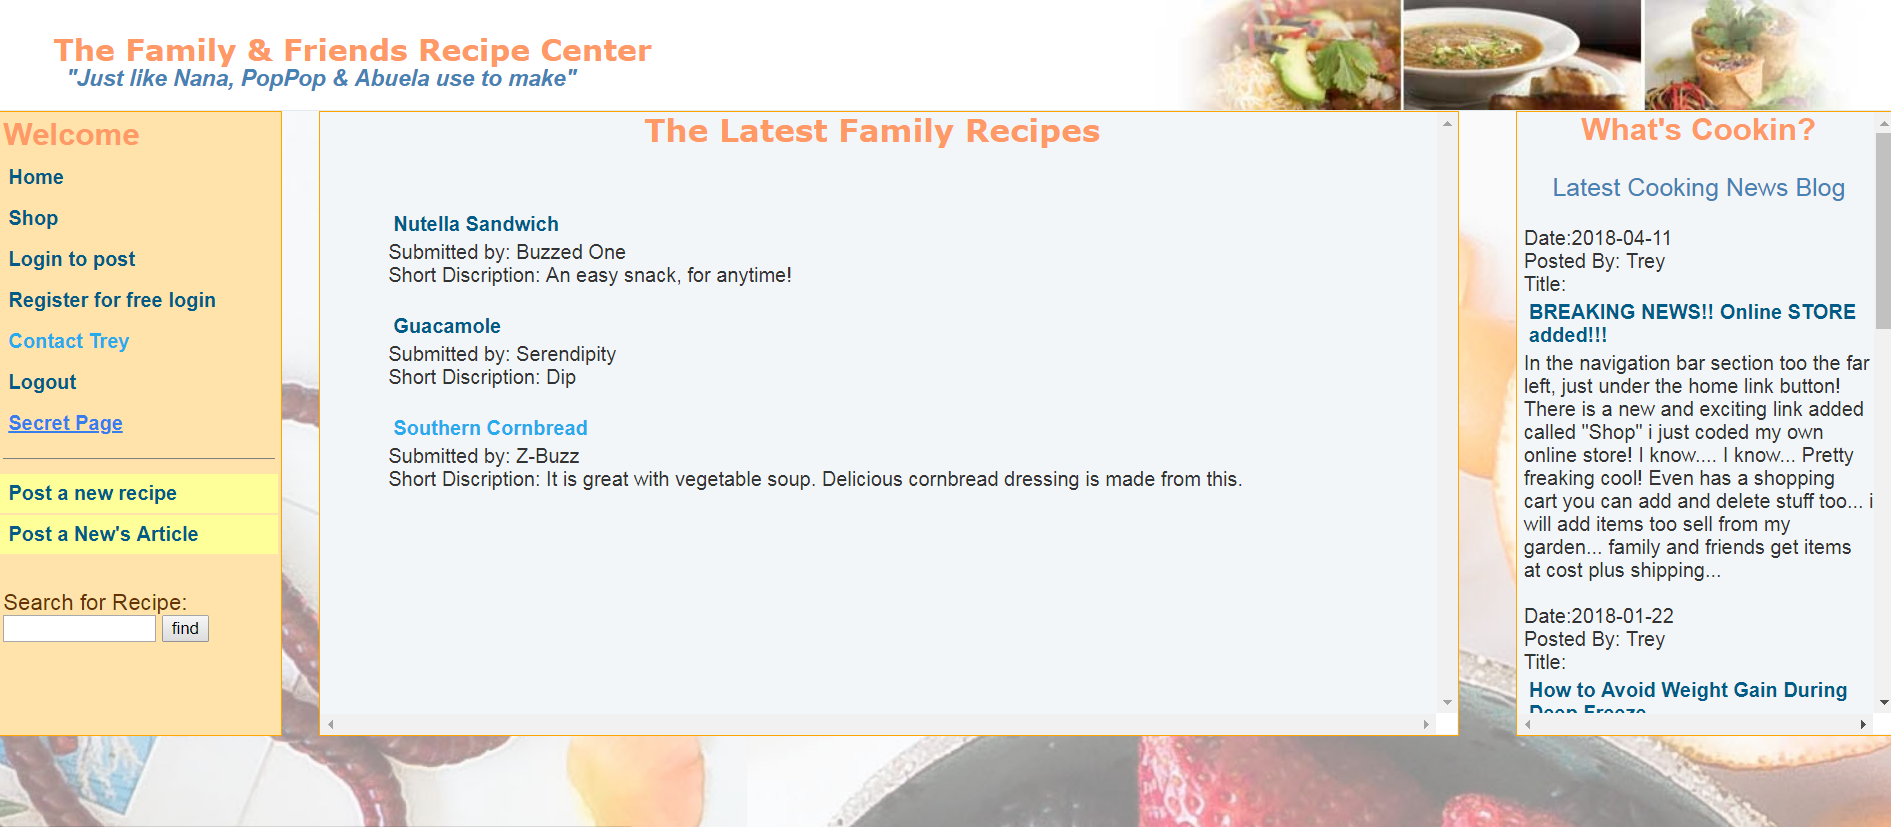 The Family & Friends Recipe Center
"Just like Nana, PopPop & Abuela use to make"
Welcome
Home
Shop
Login to post
Register for free login
Contact Trey
Logout
Secret Page
Post a new recipe
Post a New's Article
Search for Recipe:
find
The Latest Family Recipes
Nutella Sandwich
Submitted by: Buzzed One
Short Discription: An easy snack, for anytime!
Guacamole
Submitted by: Serendipity
Short Discription: Dip
Southern Cornbread
Submitted by: Z-Buzz
Short Discription: It is great with vegetable soup. Delicious cornbread dressing is made from this.
What's Cookin?
Latest Cooking News Blog
Date:2018-04-11
Posted By: Trey
Title:
BREAKING NEWS!! Online STORE
added!!!
In the navigation bar section too the far
left, just under the home link button!
There is a new and exciting link added
called "Shop" i just coded my own
online store! I know.... I know... Pretty
freaking cool! Even has a shopping
cart you can add and delete stuff too... i
will add items too sell from my
garden... family and friends get items
at cost plus shipping...
Date:2018-01-22
Posted By: Trey
Title:
How to Avoid Weight Gain During
Deep Freeze